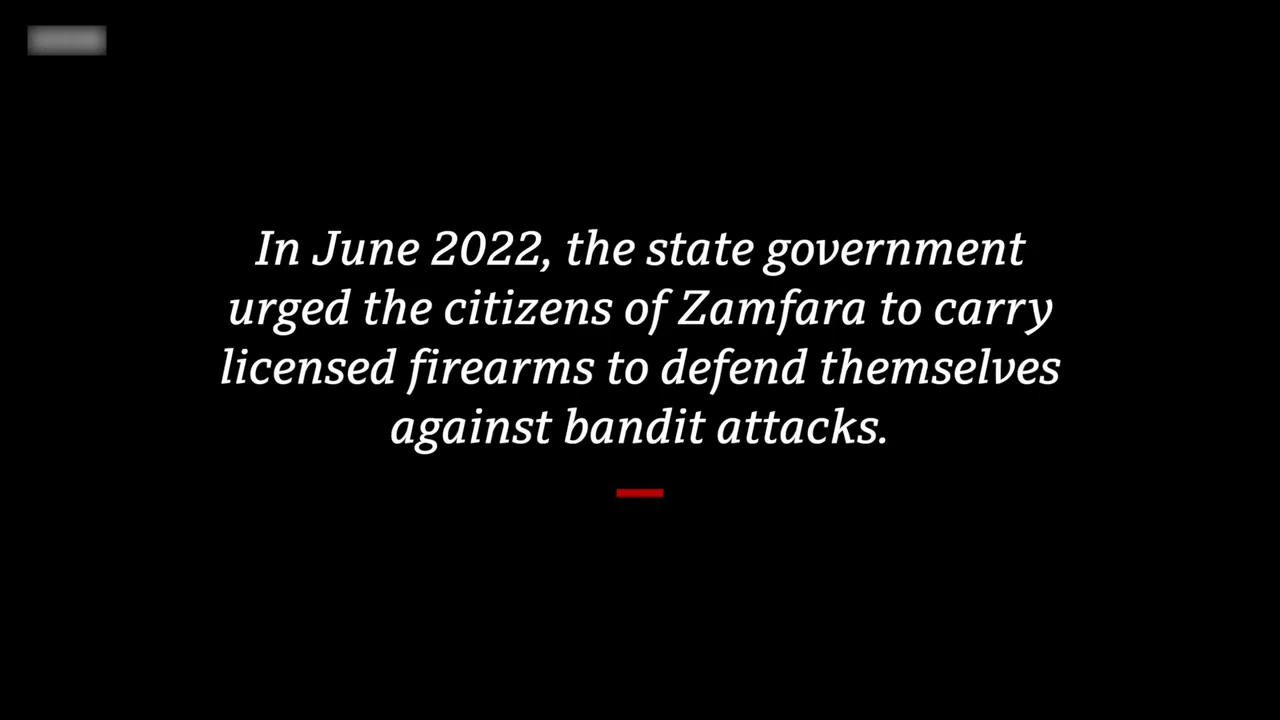 In June 2022, the state government
urged the citizens of Zamfara to carry
licensed firearms to defend themselves
against bandit attacks.